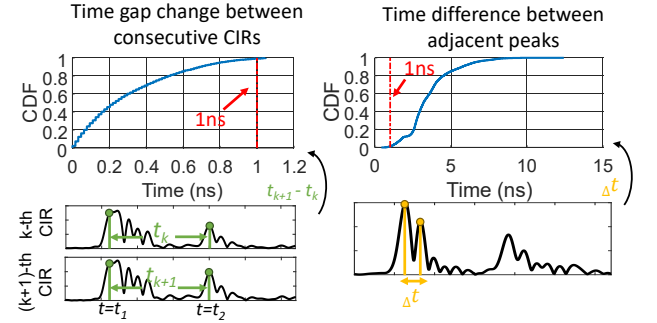 Time gap change between
consecutive CIRs
CDF
1
0.8
0.6
0.4
0.2
0
1ns
0 0.2 0.4 0.6 0.8 1 1.2
Time (ns)
t_{k+1} - t_k
k-th
CIR
t_k
(k+1)-th
CIR
t_{k+1}
t=t_1
t=t_2
Time difference between
adjacent peaks
CDF
1
0.8
0.6
0.4
0.2
0
1ns
0 5 10 15
Time (ns)
Δt
Δt